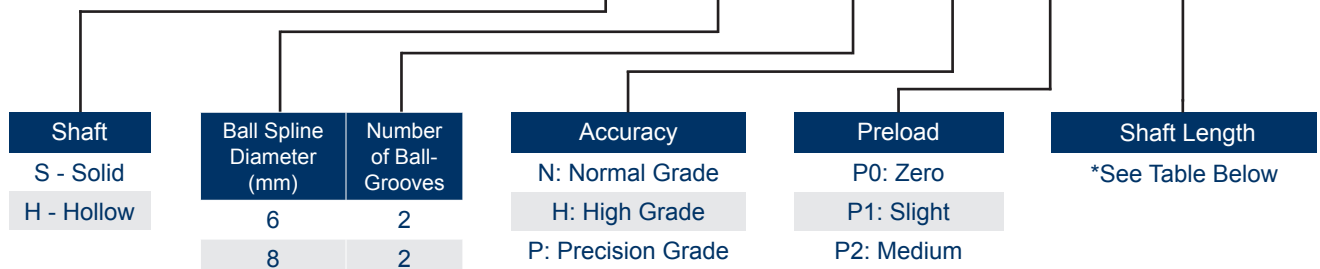 Shaft
S - Solid
H - Hollow
Ball Spline
Diameter
(mm)
Number
of Ball-
Grooves
6 2
8 2
Accuracy
N: Normal Grade
H: High Grade
P: Precision Grade
Preload
P0: Zero
P1: Slight
P2: Medium
Shaft Length
*See Table Below